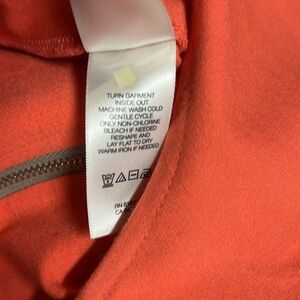 TURN GARMENT
INSIDE OUT
MACHINE WASH COLD
GENTLE CYCLE
ONLY NON-CHLORINE
BLEACH IF NEEDED
RESHAPE AND
LAY FLAT TO DRY
WARM IRON IF NEEDED
RN